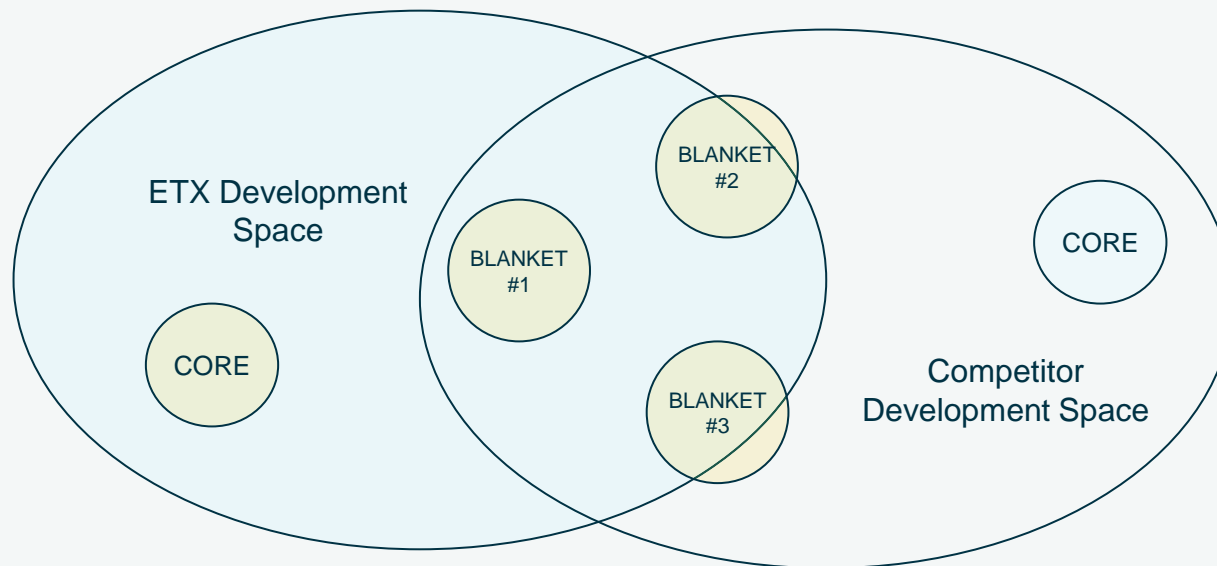 ETX Development
Space
CORE
BLANKET
#1
BLANKET
#2
BLANKET
#3
CORE
Competitor
Development Space